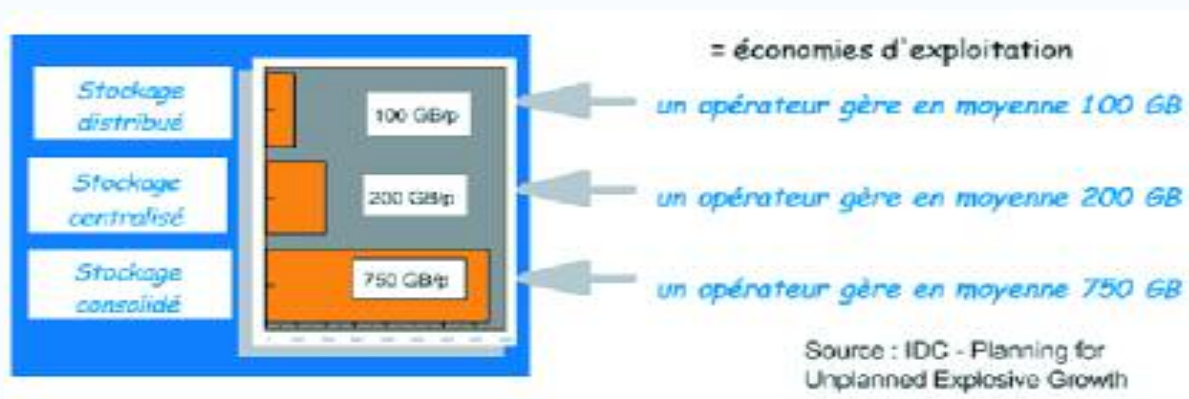 = économies d'exploitation
Stockage
distribué
100 GB/p
un opérateur gère en moyenne 100 GB
Stockage
centralisé
200 GB/p
un opérateur gère en moyenne 200 GB
Stockage
consolidé
750 GB/p
un opérateur gère en moyenne 750 GB
Source : IDC - Planning for
Unplanned Explosive Growth